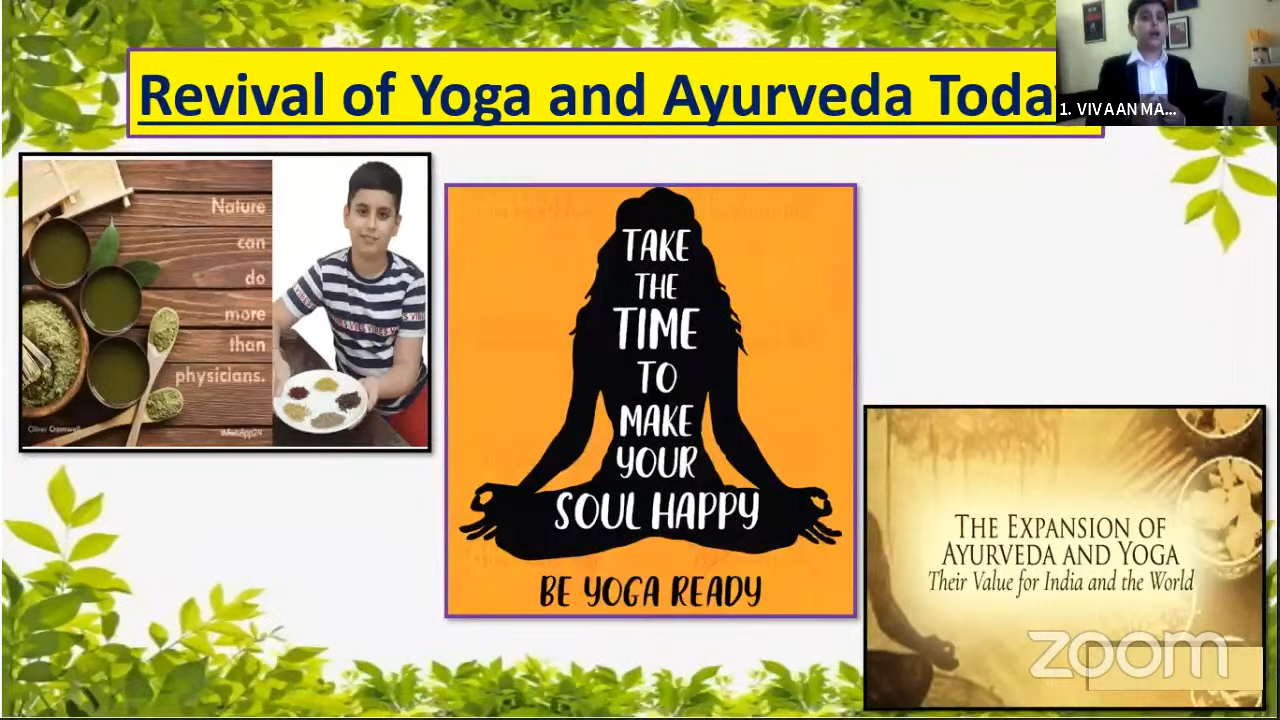 Revival of Yoga and Ayurveda Toda
1. VIVAAN MA...
Nature
can
do
more
than
physicians.
Oliver Cromwell
TAKE
THE
TIME
TO
MAKE
YOUR
SOUL HAPPY
BE YOGA READY
THE EXPANSION OF
AYURVEDA AND YOGA
Their Value for India and the World
zoom